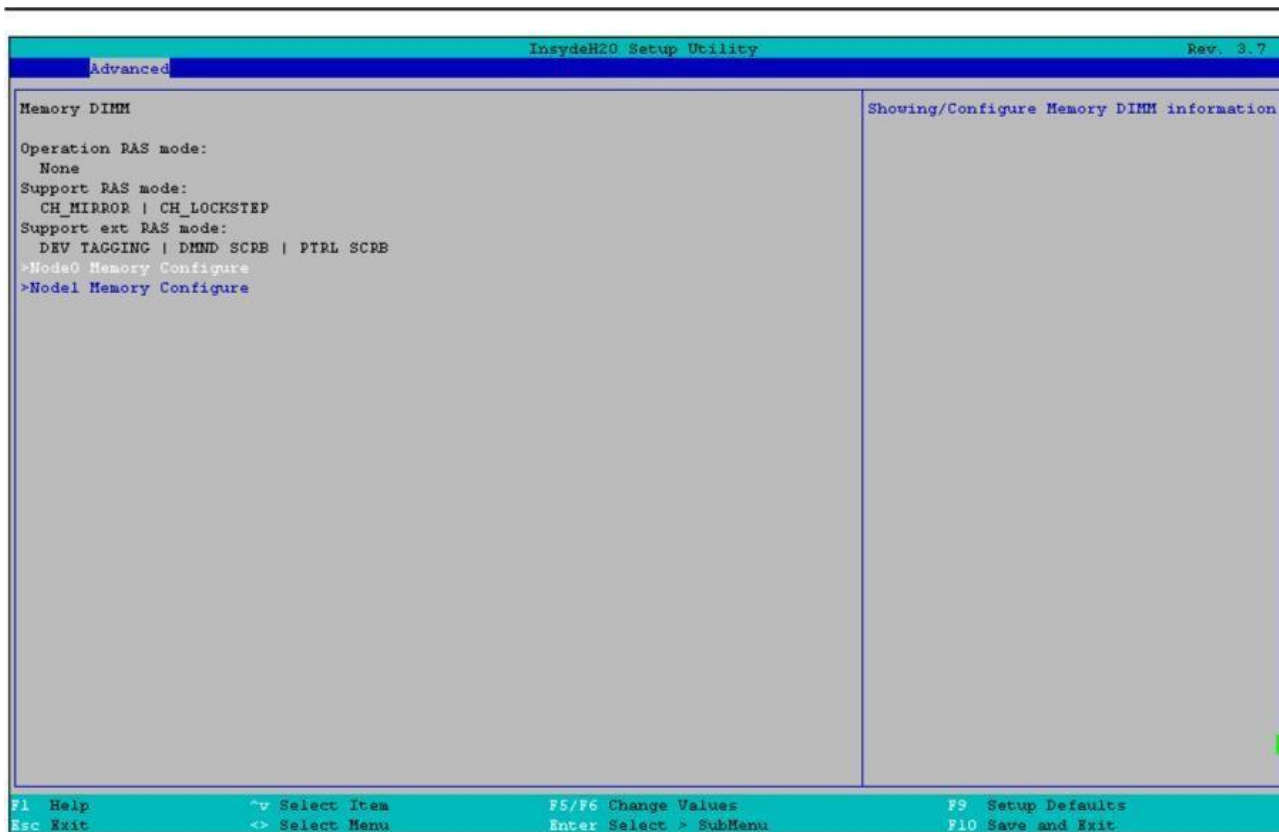 InsydeH20 Setup Utility Rev. 3.7
Advanced
Memory DIMM
Showing/Configure Memory DIMM information
Operation RAS mode:
None
Support RAS mode:
CH_MIRROR | CH_LOCKSTEP
Support ext RAS mode:
DEV TAGGING | DMND SCRB | PTRL SCRB
>Node0 Memory Configure
>Node1 Memory Configure
F1 Help ^v Select Item F5/F6 Change Values F9 Setup Defaults
Esc Exit <> Select Menu Enter Select > SubMenu F10 Save and Exit